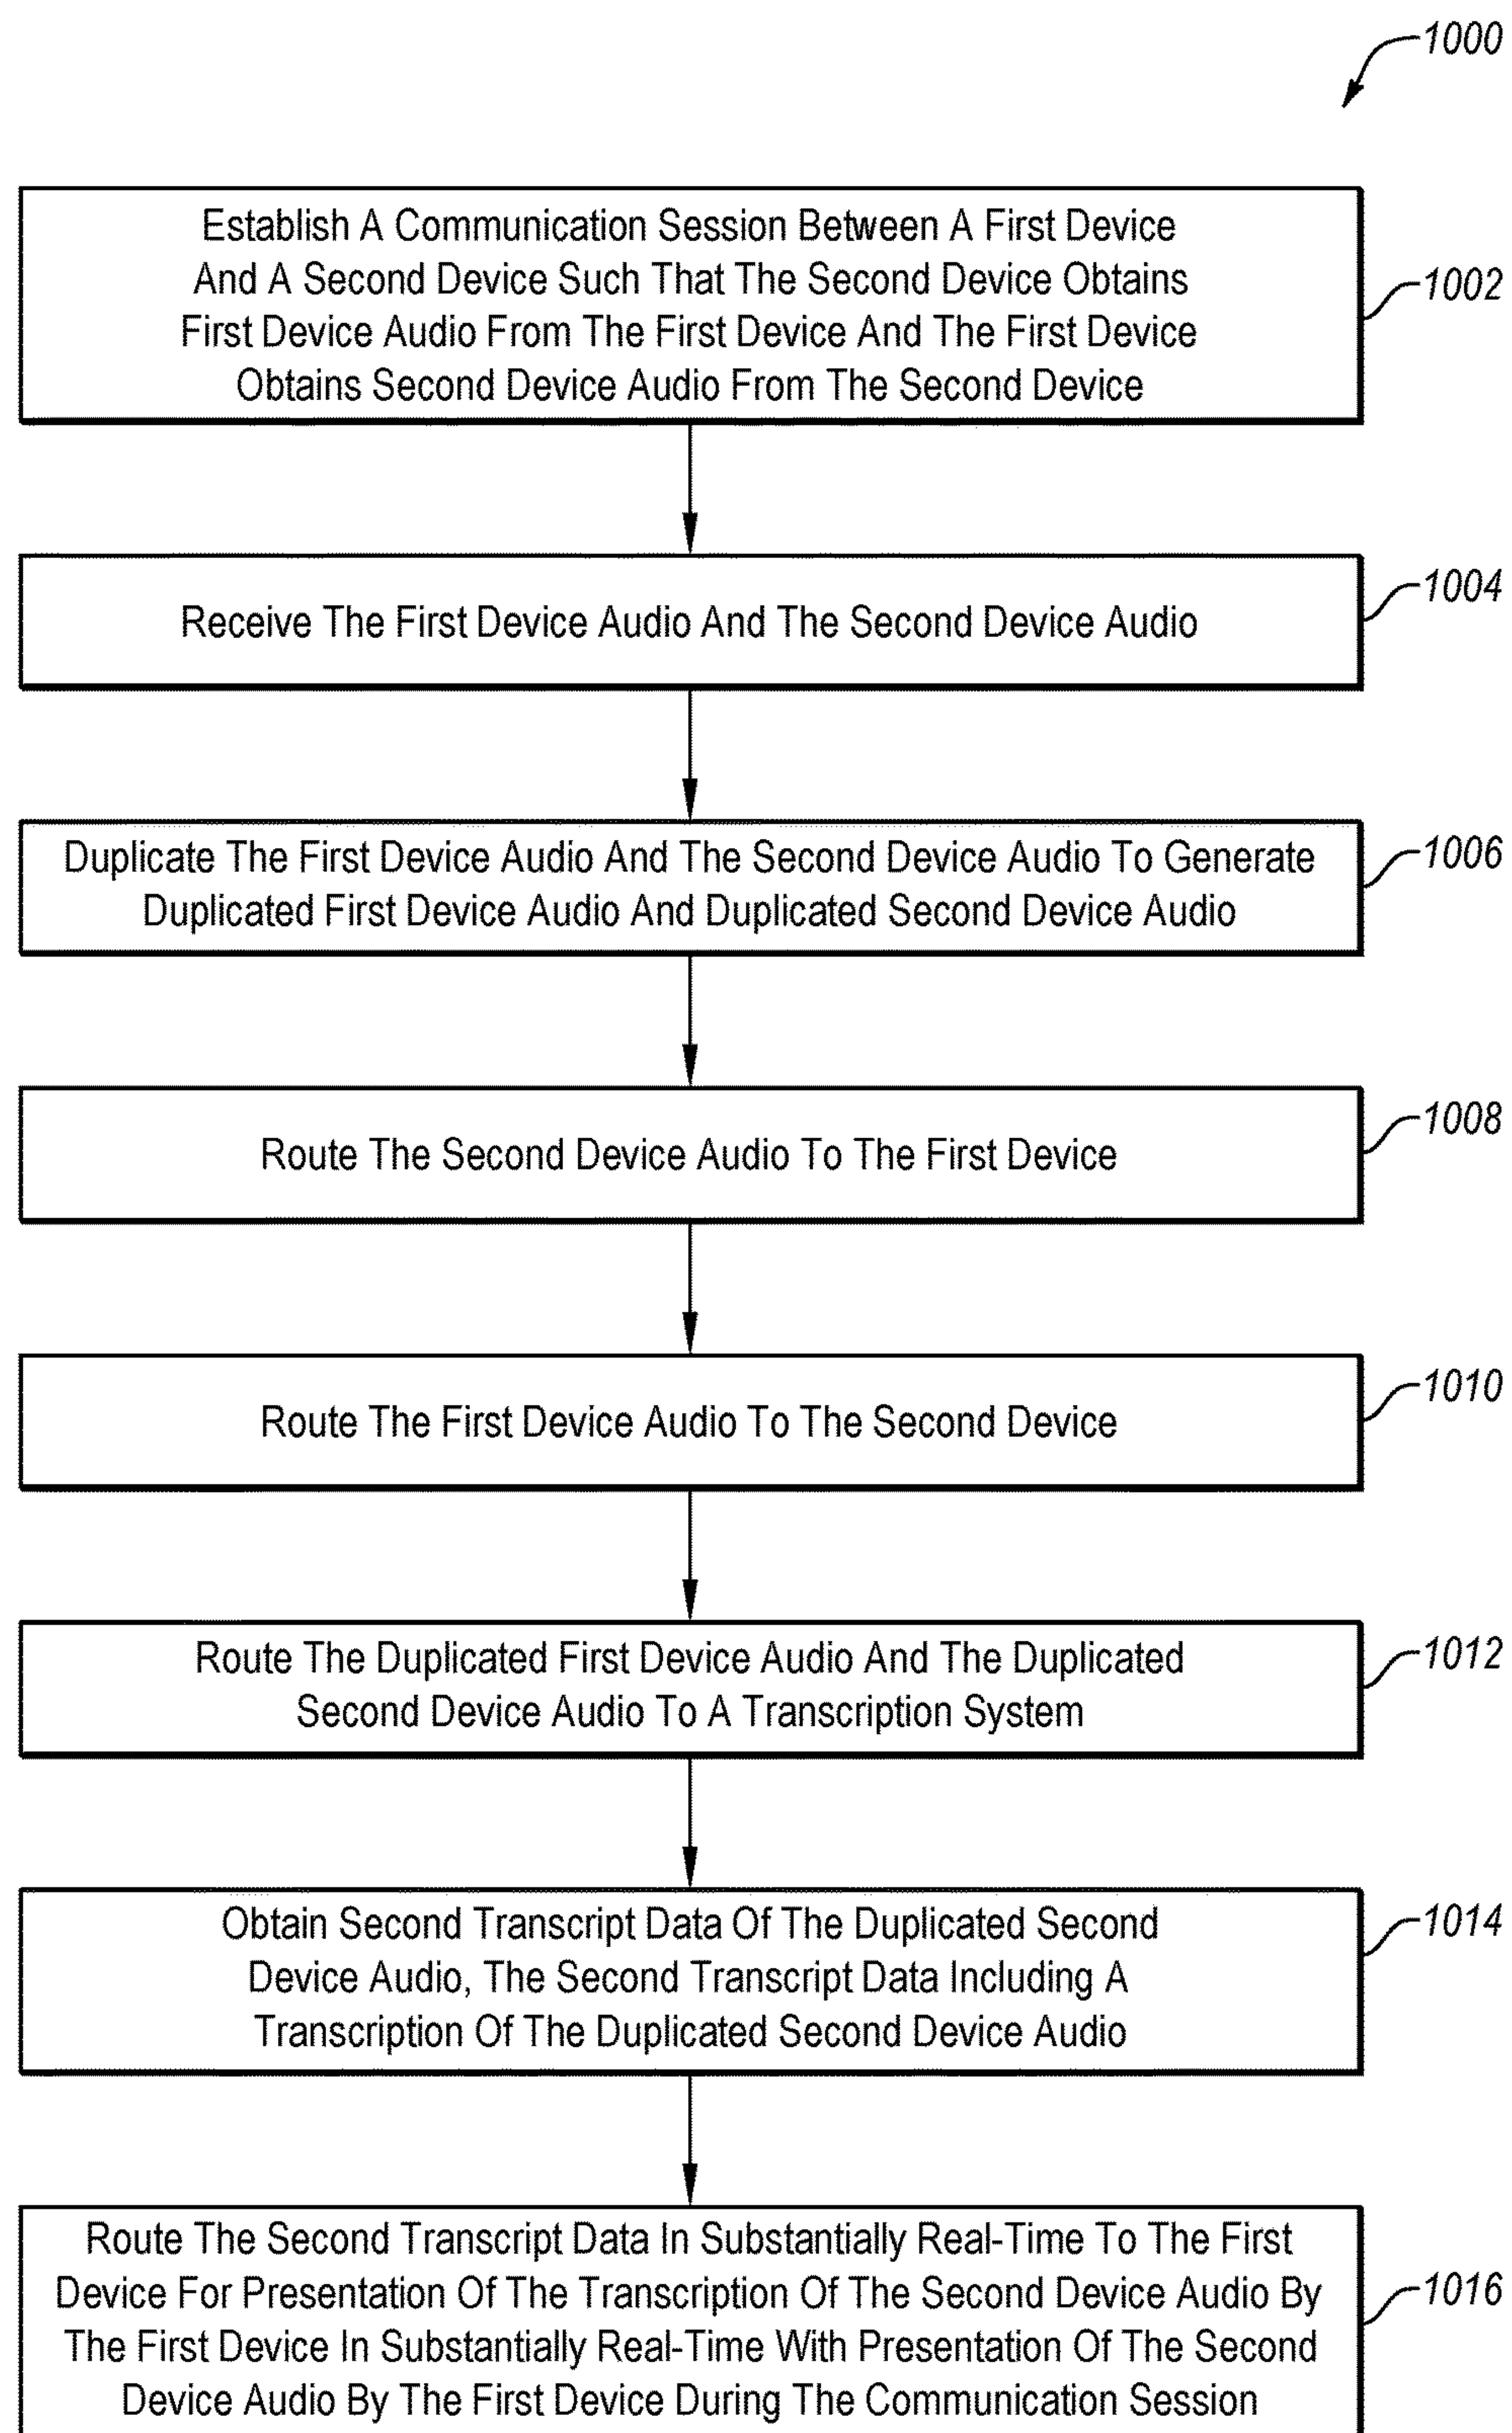 1000
Establish A Communication Session Between A First Device
And A Second Device Such That The Second Device Obtains
First Device Audio From The First Device And The First Device
Obtains Second Device Audio From The Second Device
1002
Receive The First Device Audio And The Second Device Audio
1004
Duplicate The First Device Audio And The Second Device Audio To Generate
Duplicated First Device Audio And Duplicated Second Device Audio
1006
Route The Second Device Audio To The First Device
1008
Route The First Device Audio To The Second Device
1010
Route The Duplicated First Device Audio And The Duplicated
Second Device Audio To A Transcription System
1012
Obtain Second Transcript Data Of The Duplicated Second
Device Audio, The Second Transcript Data Including A
Transcription Of The Duplicated Second Device Audio
1014
Route The Second Transcript Data In Substantially Real-Time To The First
Device For Presentation Of The Transcription Of The Second Device Audio By
The First Device In Substantially Real-Time With Presentation Of The Second
Device Audio By The First Device During The Communication Session
1016